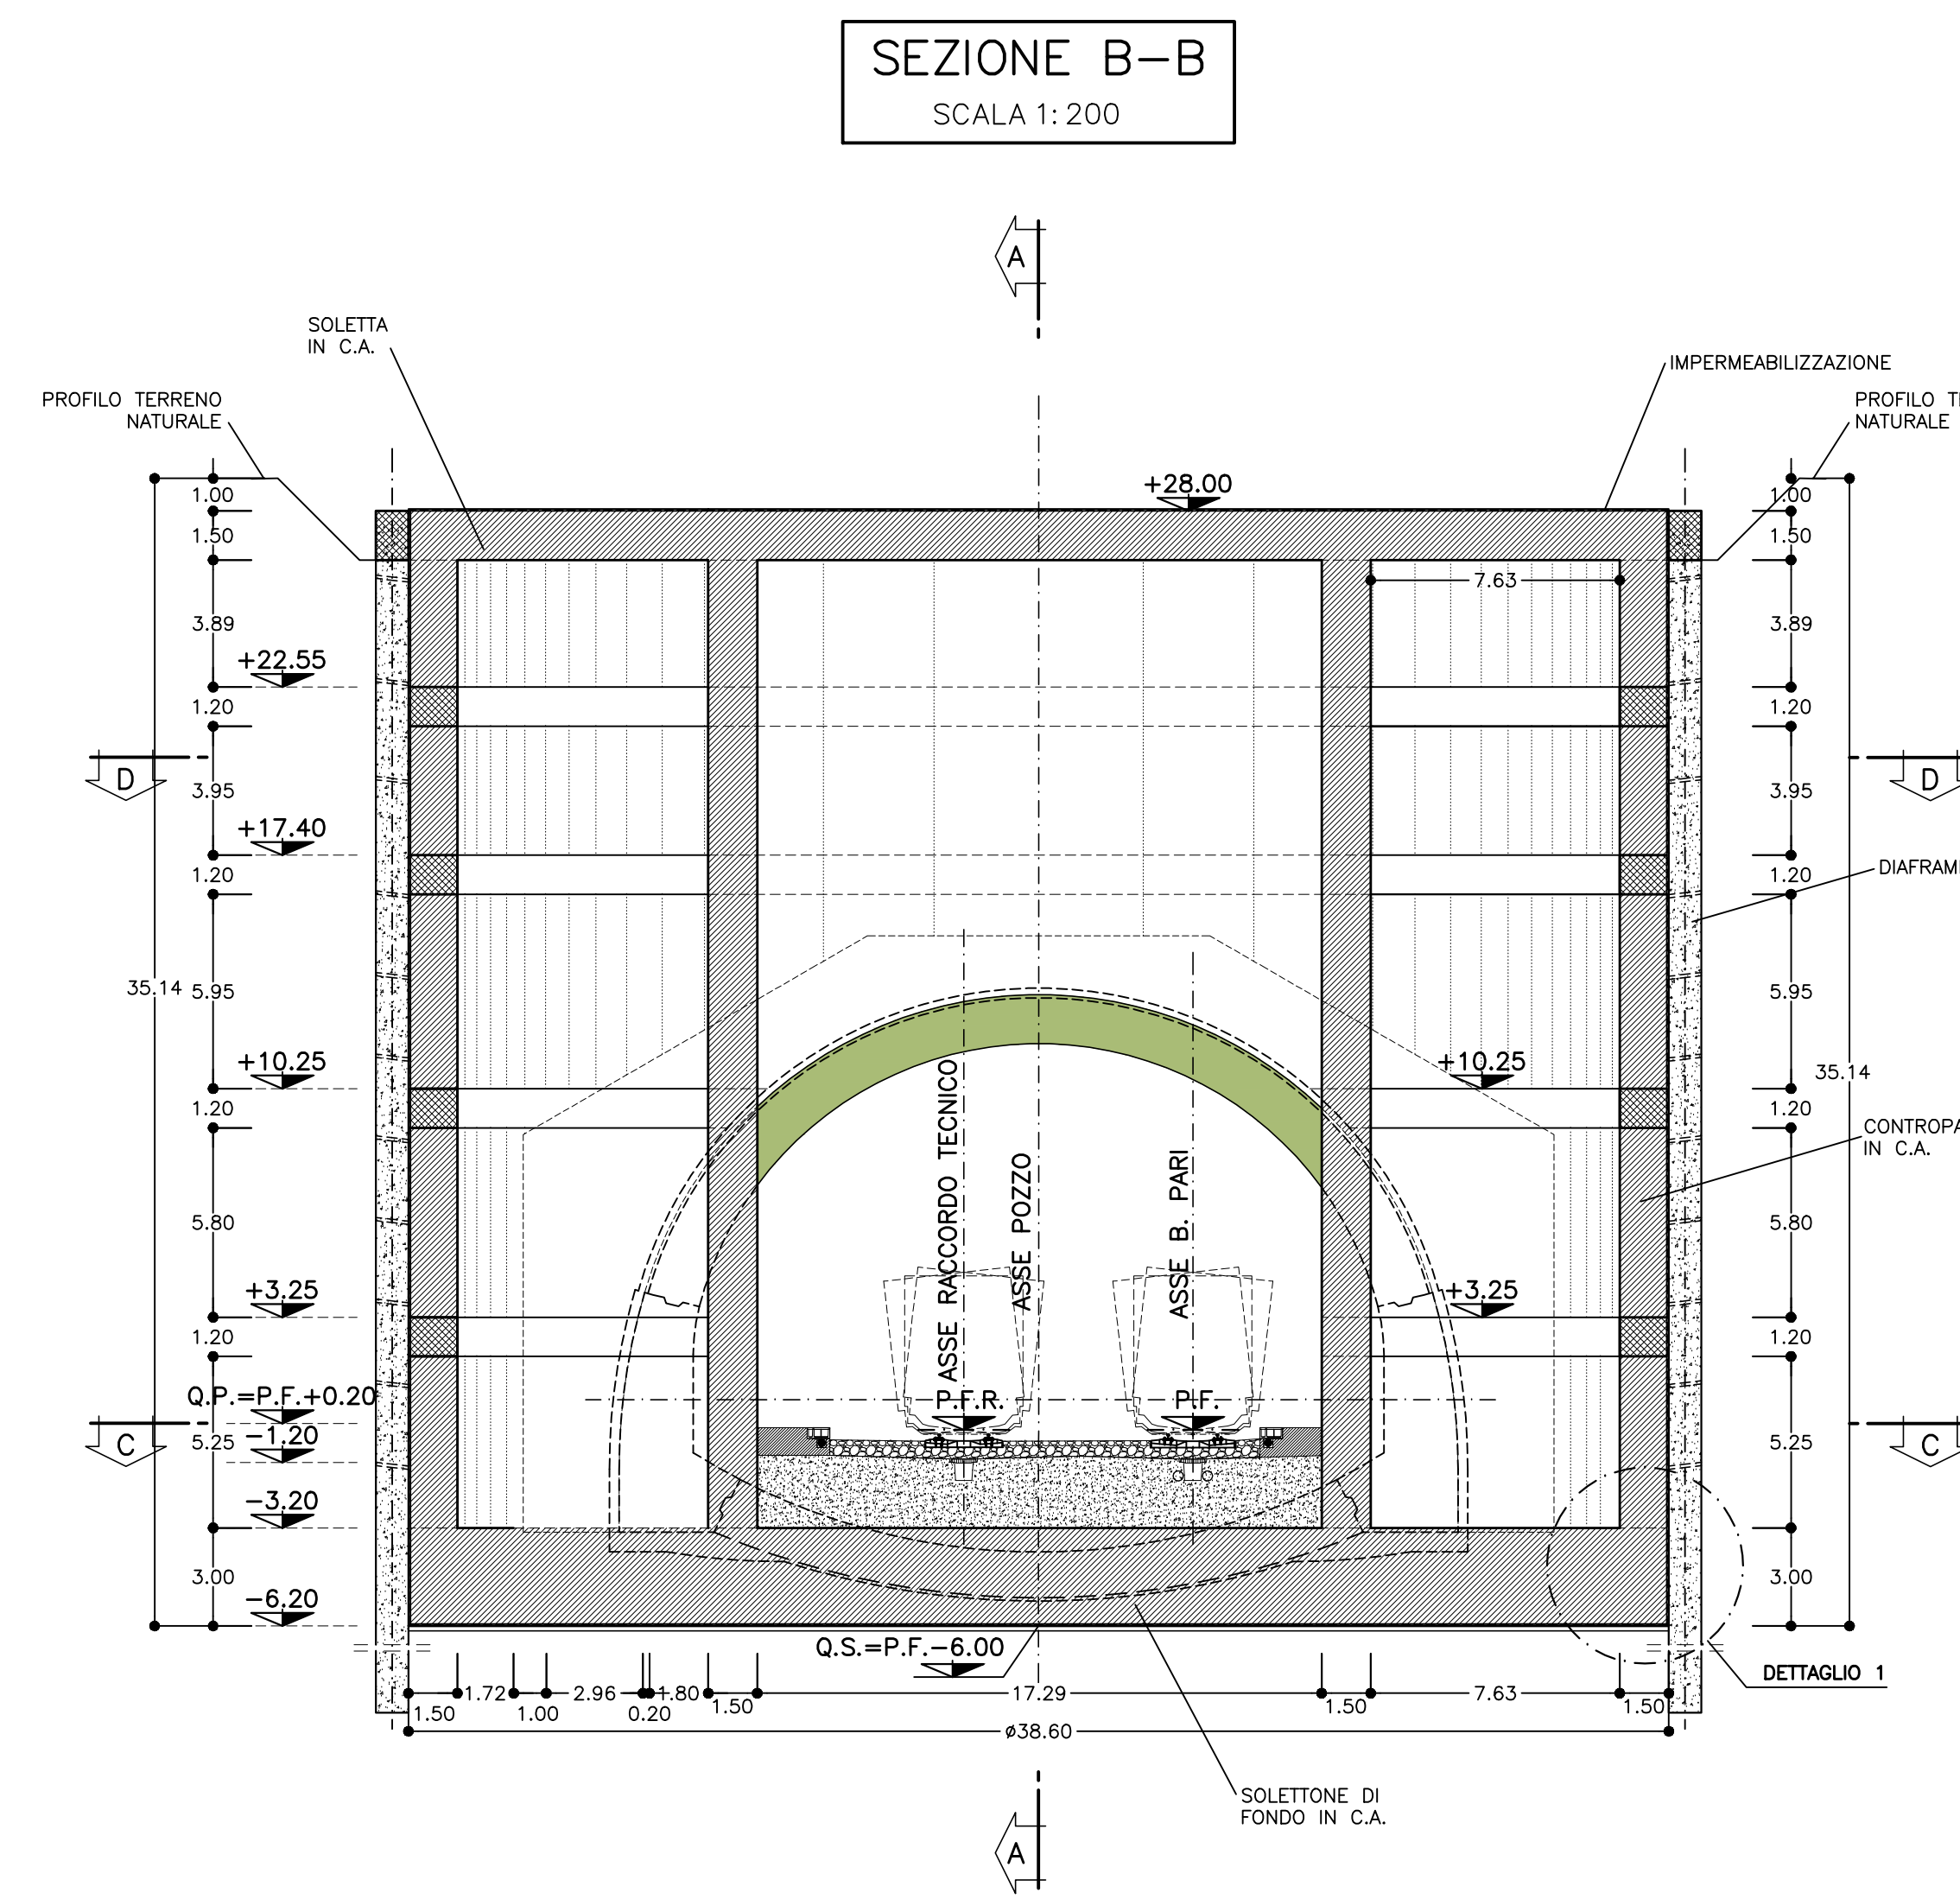 SEZIONE B–B
SCALA 1:200
A
SOLETTA
IN C.A.
IMPERMEABILIZZAZIONE
PROFILO TERRENO
NATURALE
PROFILO
NATURALE
+28.00
1.00
1.50
3.89
+22.55
1.20
D
3.95
+17.40
1.20
35.14
5.95
+10.25
1.20
5.80
+3.25
1.20
Q.P.=P.F.+0.20
C
5.25
−1.20
−3.20
3.00
−6.20
7.63
+10.25
+3.25
ASSE RACCORDO TECNICO
ASSE POZZO
ASSE B. PARI
P.F.R.
P.F.
1.00
1.50
3.89
1.20
D
3.95
1.20
5.95
35.14
1.20
IN C.A.
5.80
1.20
5.25
C
3.00
Q.S.=P.F.−6.00
DETTAGLIO 1
1.50
1.72
1.00
2.96
0.20
1.80
1.50
17.29
1.50
7.63
1.50
ø38.60
SOLETTONE DI
FONDO IN C.A.
A